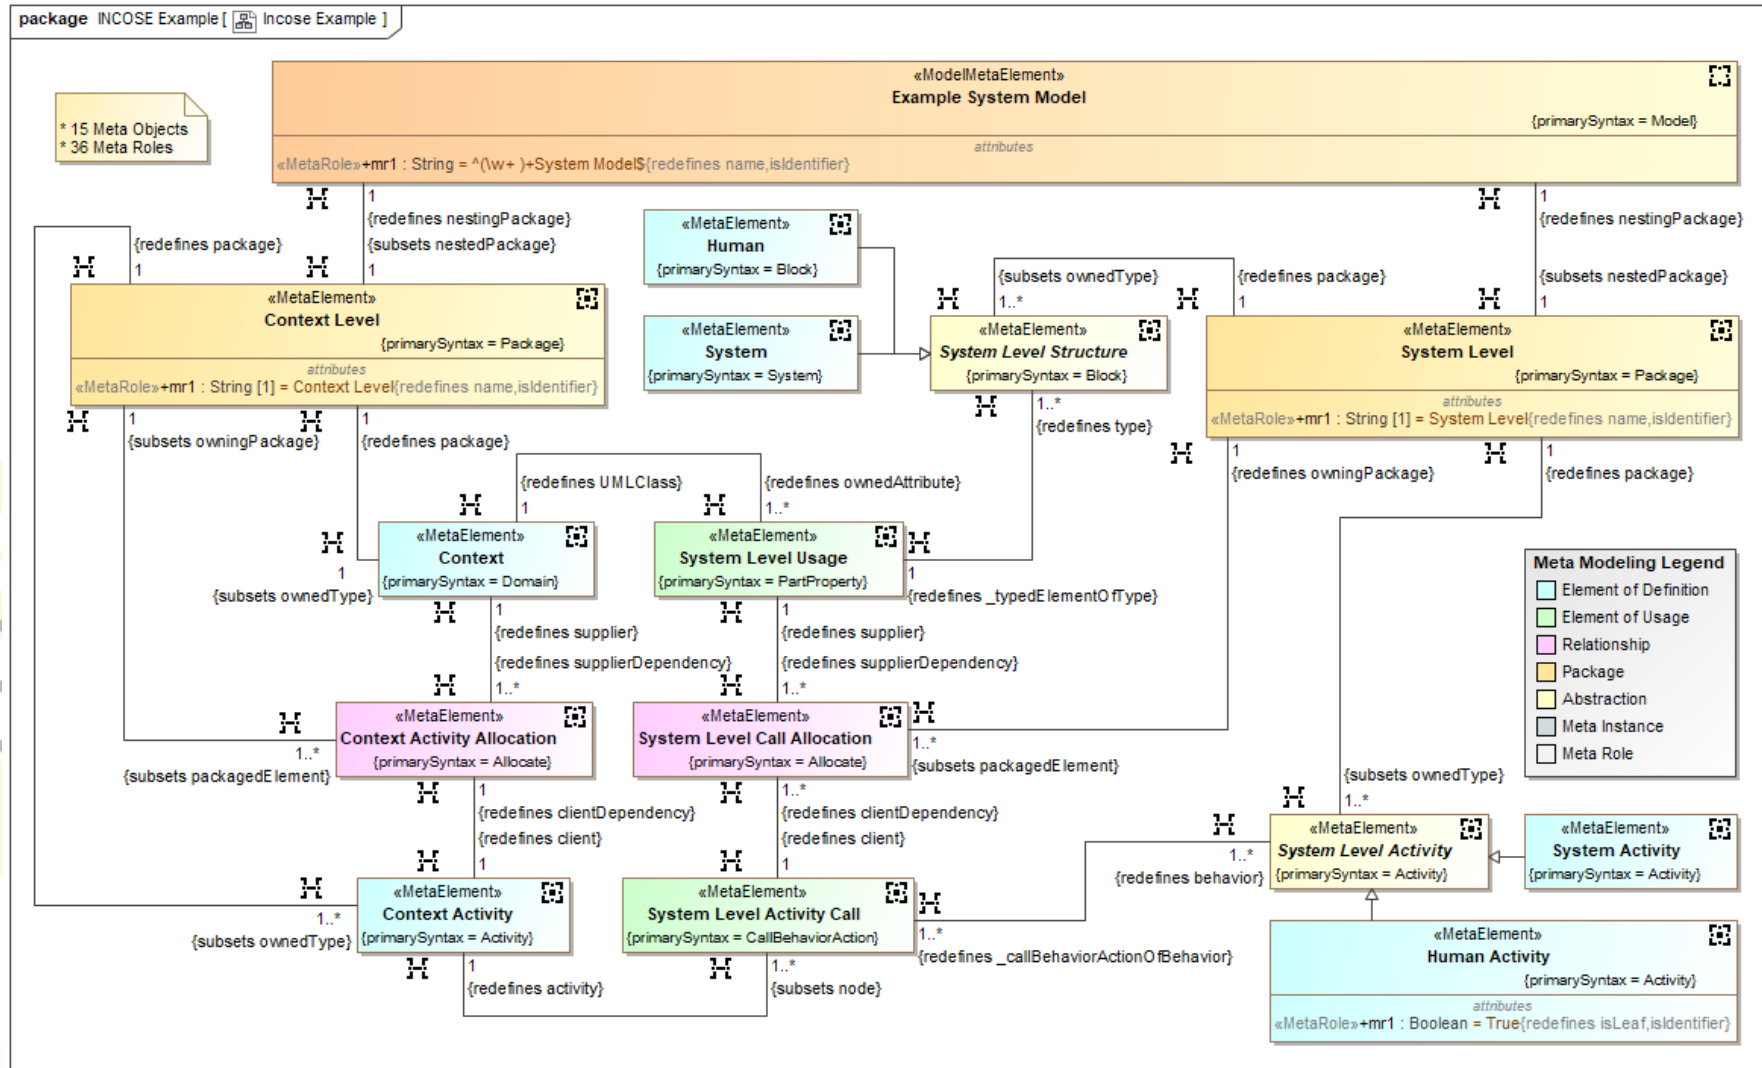 package INCOSE Example [ Incose Example ]
* 15 Meta Objects
* 36 Meta Roles
«ModelMetaElement»
Example System Model
{primarySyntax = Model}
attributes
«MetaRole»+mr1 : String = ^(\w+ )+System Model${redefines name,isIdentifier}
1
{redefines nestingPackage}
{subsets nestedPackage}
1
1
{redefines nestingPackage}
{subsets nestedPackage}
1
{redefines package}
1
«MetaElement»
Human
{primarySyntax = Block}
«MetaElement»
System
{primarySyntax = System}
{subsets ownedType}
1..*
{redefines package}
1
«MetaElement»
Context Level
{primarySyntax = Package}
attributes
«MetaRole»+mr1 : String [1] = Context Level{redefines name,isIdentifier}
«MetaElement»
System Level Structure
{primarySyntax = Block}
«MetaElement»
System Level
{primarySyntax = Package}
attributes
«MetaRole»+mr1 : String [1] = System Level{redefines name,isIdentifier}
1
{subsets owningPackage}
1
{redefines package}
1..*
{redefines type}
1
{redefines owningPackage}
1
{redefines package}
{redefines UMLClass}
1
{redefines ownedAttribute}
1..*
«MetaElement»
Context
{primarySyntax = Domain}
«MetaElement»
System Level Usage
{primarySyntax = PartProperty}
1
{subsets ownedType}
1
{redefines _typedElementOfType}
1
{redefines supplier}
{redefines supplierDependency}
1..*
1
{redefines supplier}
{redefines supplierDependency}
1..*
Meta Modeling Legend
Element of Definition
Element of Usage
Relationship
Package
Abstraction
Meta Instance
Meta Role
«MetaElement»
Context Activity Allocation
{primarySyntax = Allocate}
«MetaElement»
System Level Call Allocation
{primarySyntax = Allocate}
1..*
{subsets packagedElement}
1..*
{subsets packagedElement}
1
{redefines clientDependency}
{redefines client}
1
1..*
{redefines clientDependency}
{redefines client}
1
{subsets ownedType}
1..*
1..*
{redefines behavior}
«MetaElement»
System Level Activity
{primarySyntax = Activity}
«MetaElement»
System Activity
{primarySyntax = Activity}
«MetaElement»
Context Activity
{primarySyntax = Activity}
«MetaElement»
System Level Activity Call
{primarySyntax = CallBehaviorAction}
1..*
{subsets ownedType}
1..*
{redefines _callBehaviorActionOfBehavior}
1
{redefines activity}
1..*
{subsets node}
«MetaElement»
Human Activity
{primarySyntax = Activity}
attributes
«MetaRole»+mr1 : Boolean = True{redefines isLeaf,isIdentifier}